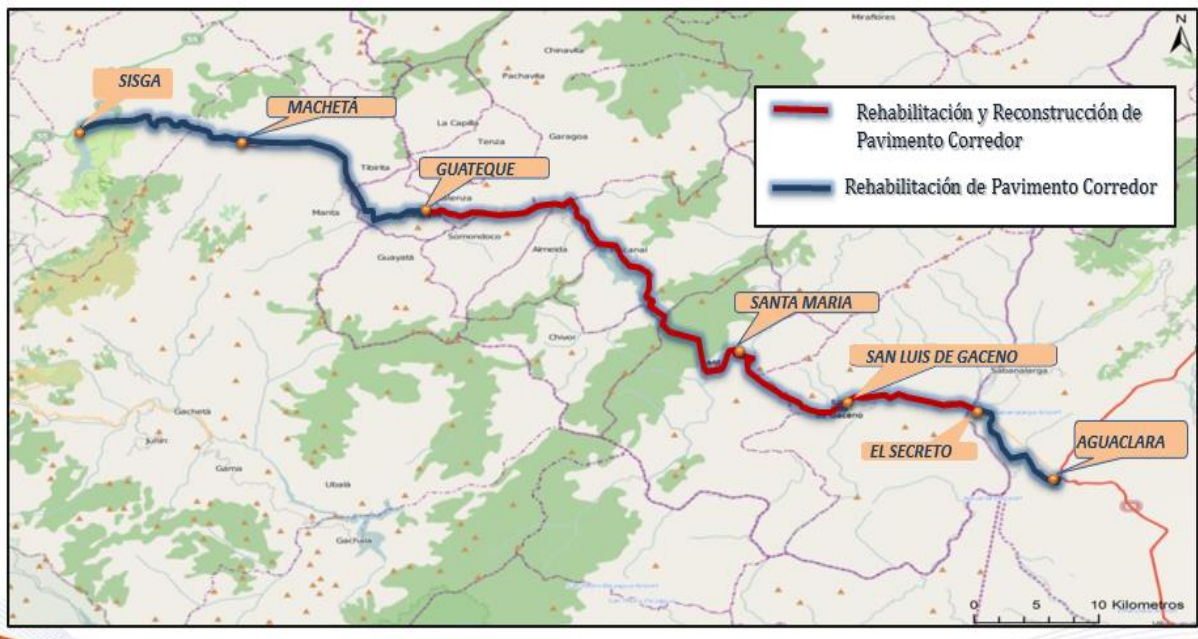 N
Miraflores
SISGA
Chinavita
Pachavita
MACHETÁ
Rehabilitación y Reconstrucción de
Pavimento Corredor
La Capilla
Tenza
Garagoa
Tibirita
GUATEQUE
Rehabilitación de Pavimento Corredor
Manta
Somondoco
Almeida
Guayatá
SANTA MARIA
Chivor
SAN LUIS DE GACENO
Sabanalarga
Gachetá
EL SECRETO
AGUACLARA
Junín
Gama
Ubalá
Gachala
0 5 10 Kilometros